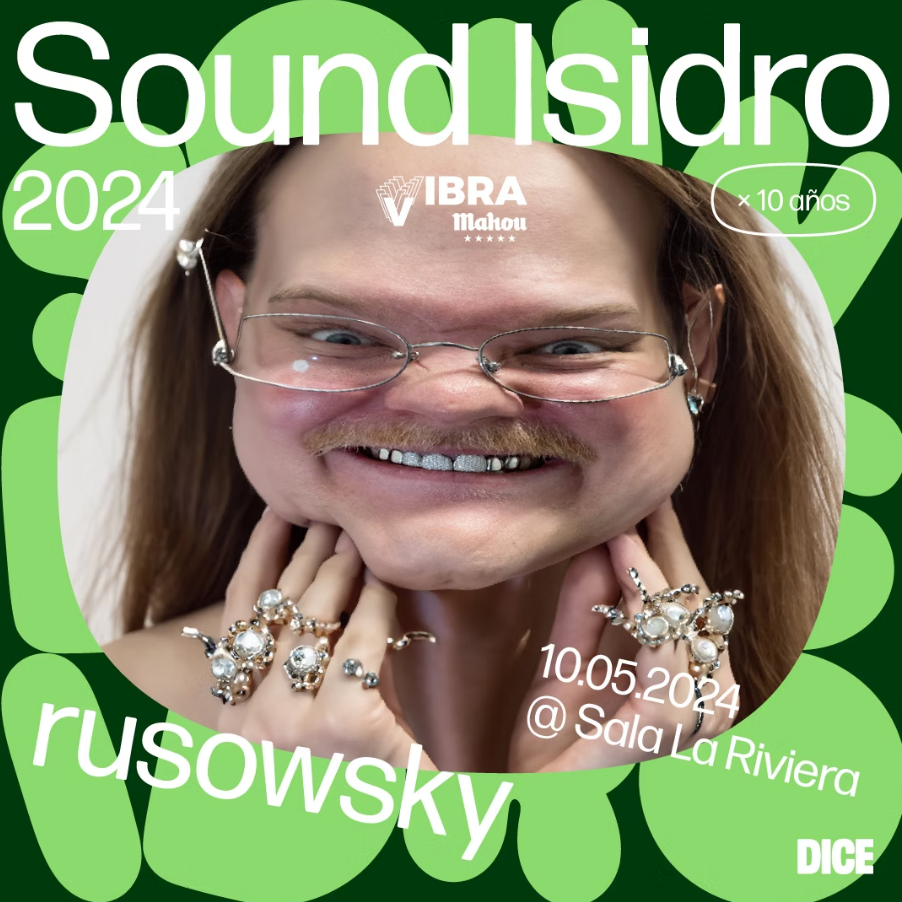 Sound Isidro
2024
VIBRA
Mahou
× 10 años
10.05.2024
@ Sala La Riviera
rusowsky
DICE